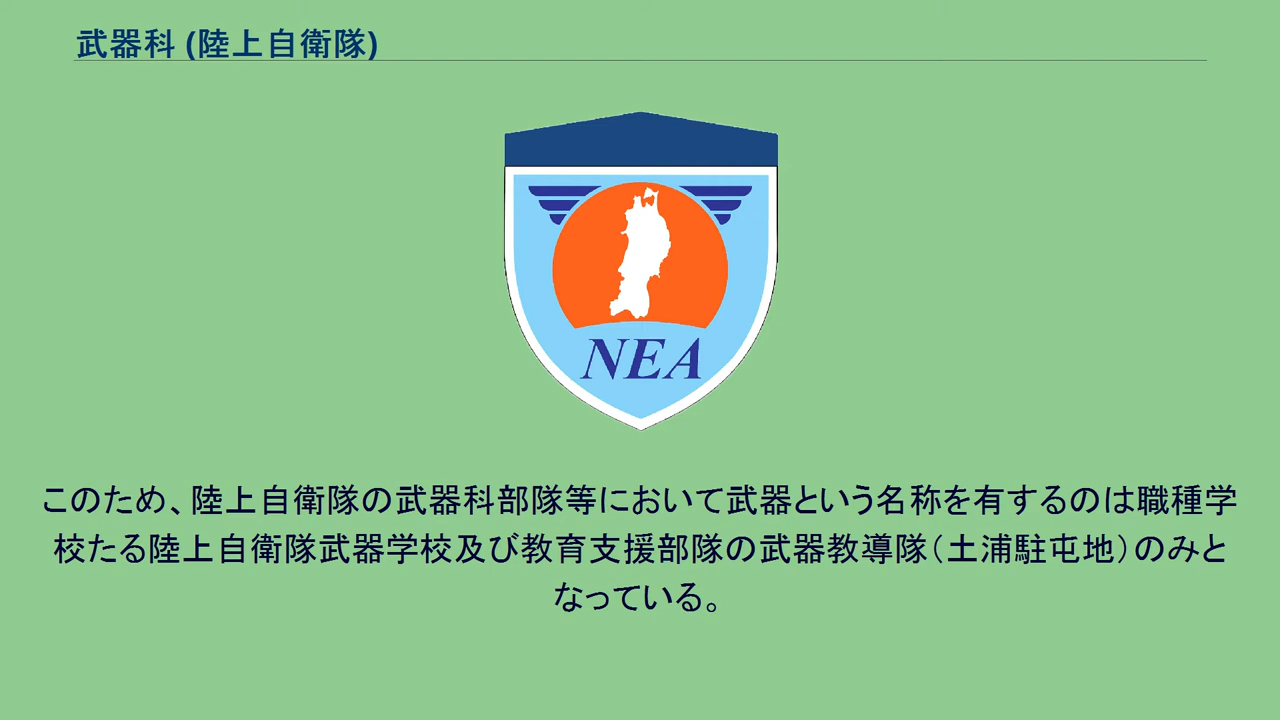 武器科 (陸上自衛隊)
NEA
このため、陸上自衛隊の武器科部隊等において武器という名称を有するのは職種学
校たる陸上自衛隊武器学校及び教育支援部隊の武器教導隊（土浦駐屯地）のみと
なっている。